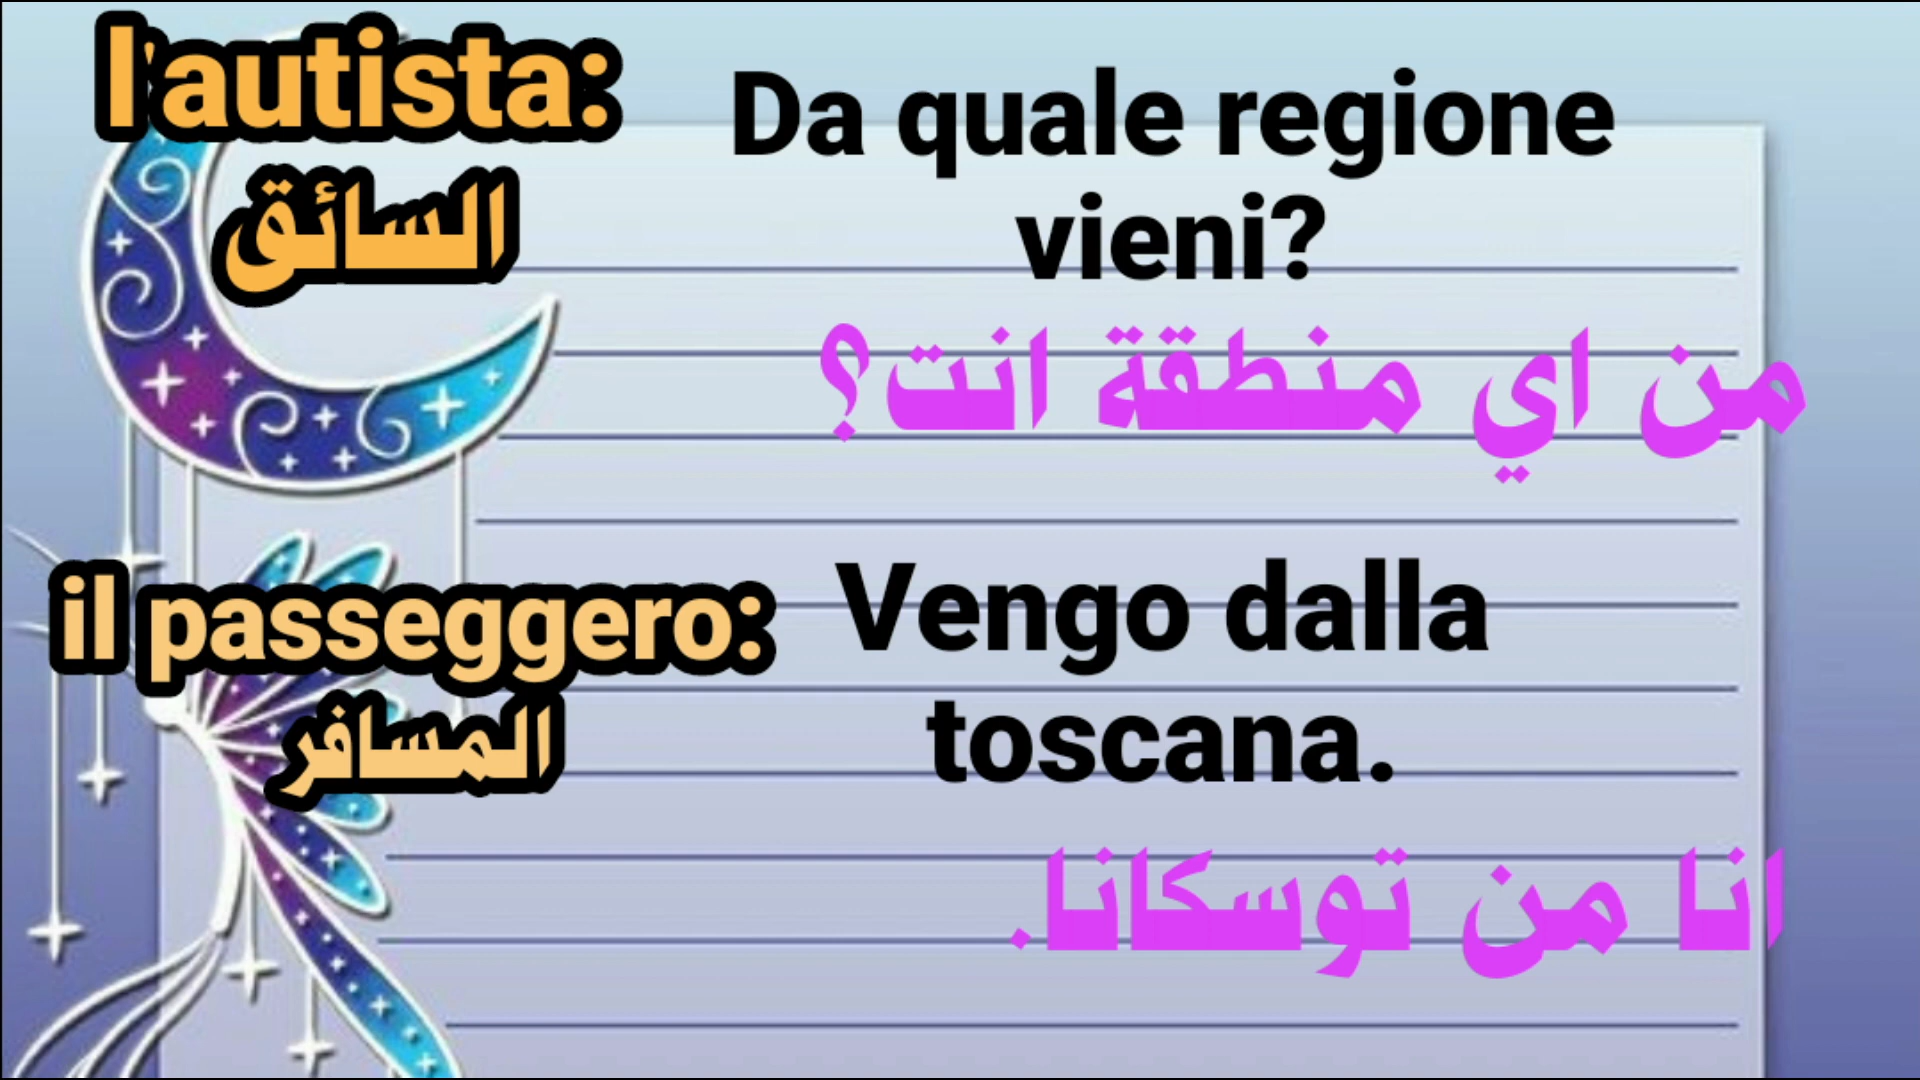 l'autista:
السائق
Da quale regione
vieni?
من اي منطقة انت؟
il passeggero:
المسافر
Vengo dalla
toscana.
انا من توسكانا.